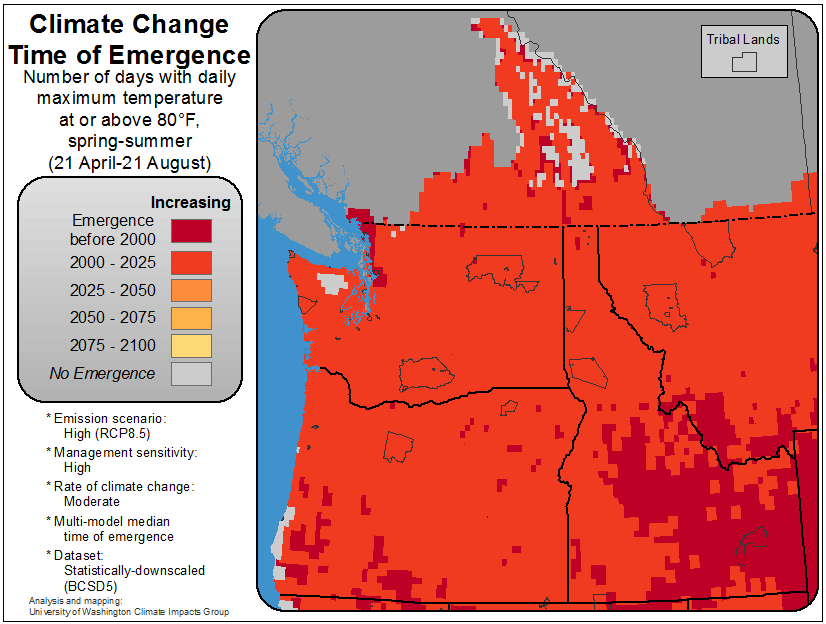 Climate Change
Time of Emergence
Number of days with daily
maximum temperature
at or above 80°F,
spring-summer
(21 April-21 August)
Increasing
Emergence
before 2000
2000 - 2025
2025 - 2050
2050 - 2075
2075 - 2100
No Emergence
* Emission scenario:
High (RCP8.5)
* Management sensitivity:
High
* Rate of climate change:
Moderate
* Multi-model median
time of emergence
* Dataset:
Statistically-downscaled
(BCSD5)
Analysis and mapping:
University of Washington Climate Impacts Group
Tribal Lands